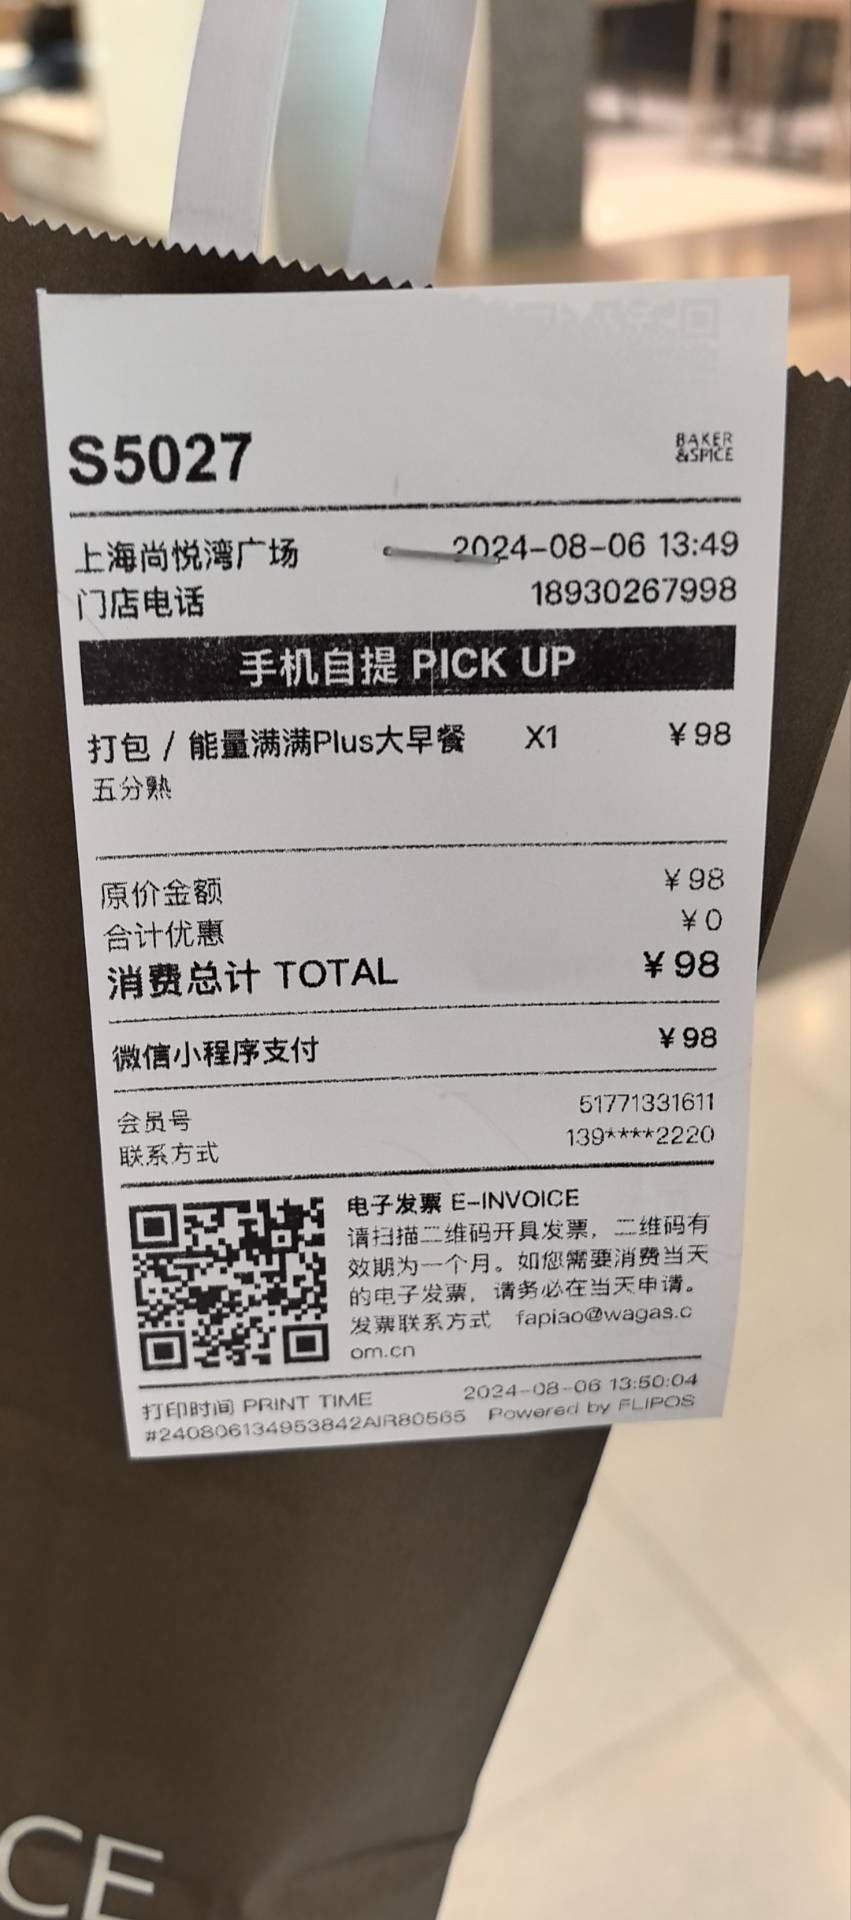 S5027
BAKER
&SPICE
上海尚悦湾广场 2024-08-06 13:49
门店电话 18930267998
手机自提 PICK UP
打包 / 能量满满Plus大早餐 X1 ¥98
五分熟
原价金额 ¥98
合计优惠 ¥0
消费总计 TOTAL ¥98
微信小程序支付 ¥98
会员号 51771331611
联系方式 139****2220
电子发票 E-INVOICE
请扫描二维码开具发票，二维码有
效期为一个月。如您需要消费当天
的电子发票，请务必在当天申请。
发票联系方式 fapiao@wagas.c
om.cn
打印时间 PRINT TIME 2024-08-06 13:50:04
#240806134953842AIR80565 Powered by FLIPOS
CE